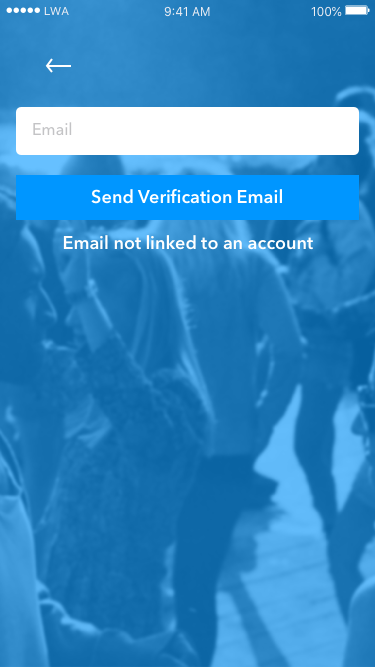 LWA 9:41 AM 100%
Email
Send Verification Email
Email not linked to an account